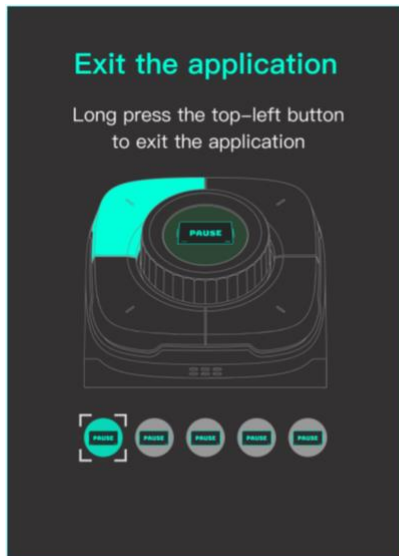 Exit the application
Long press the top-left button
to exit the application
PAUSE
PAUSE PAUSE PAUSE PAUSE PAUSE